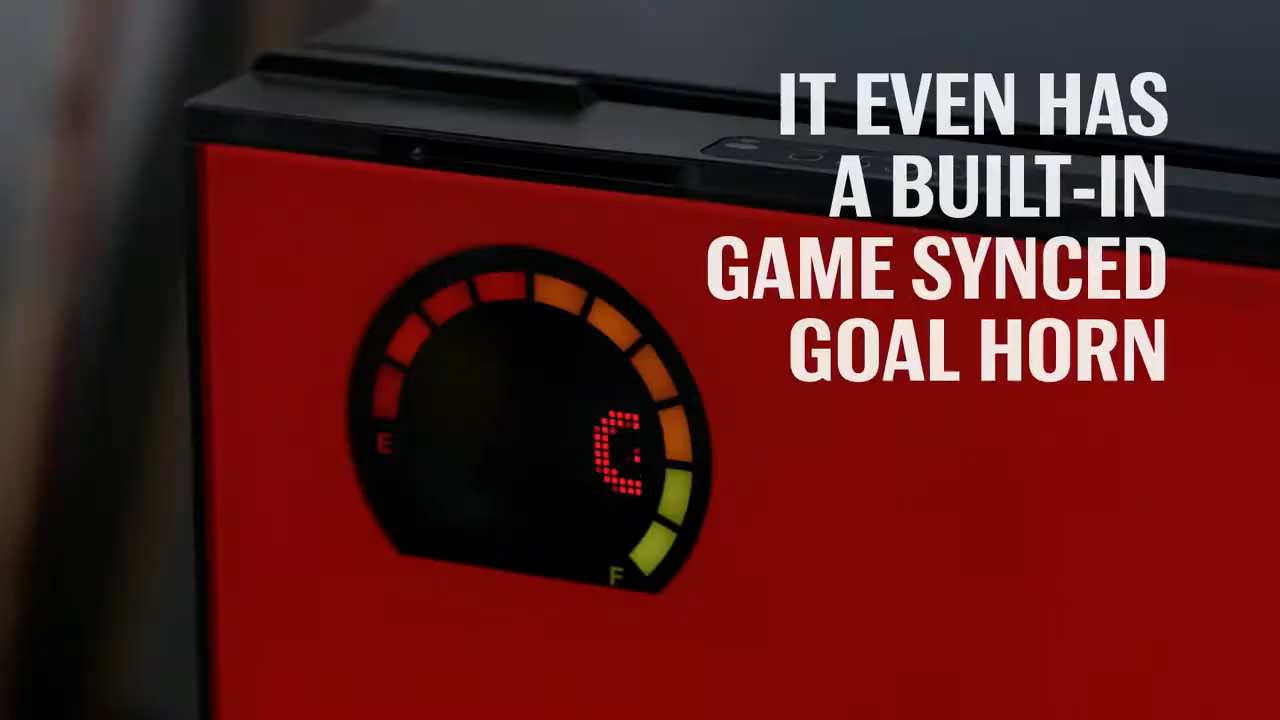 IT EVEN HAS
A BUILT-IN
GAME SYNCED
GOAL HORN
G
E
F